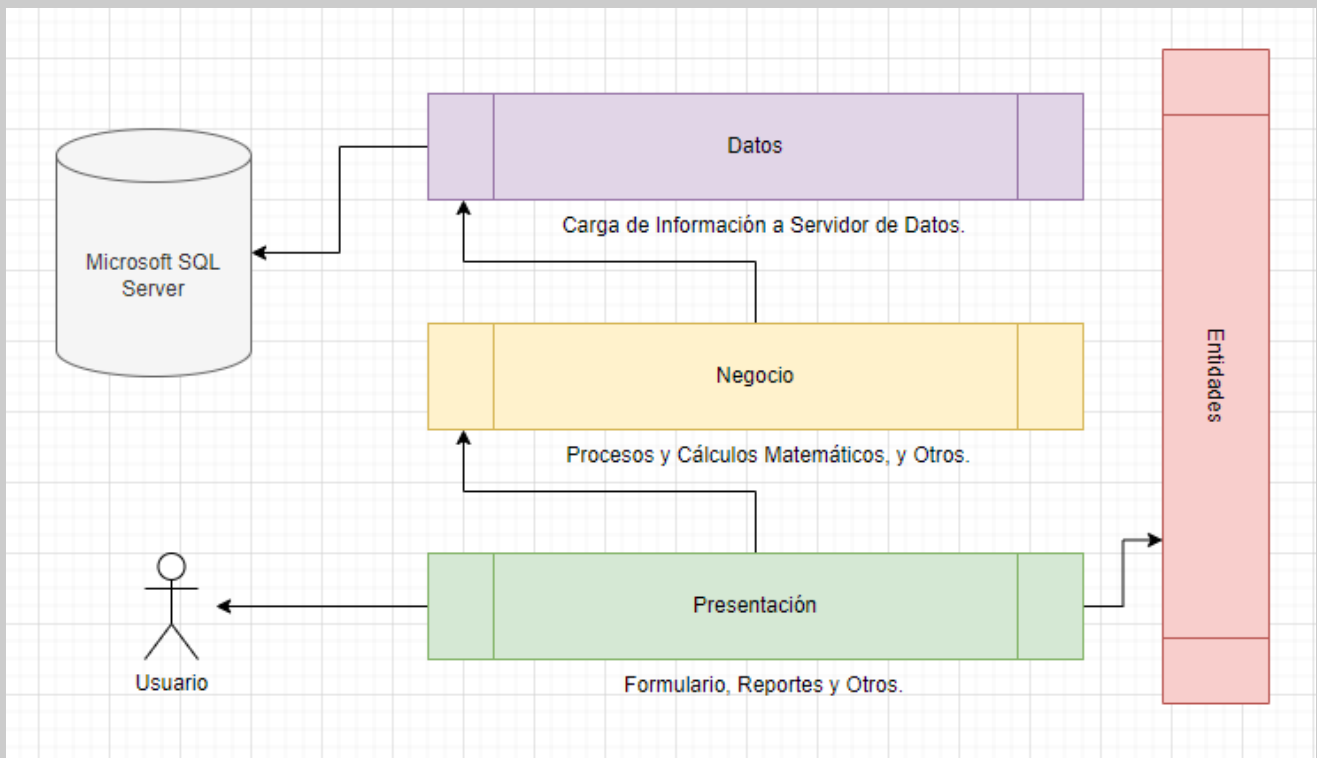 Datos
Carga de Información a Servidor de Datos.
Microsoft SQL
Server
Negocio
Procesos y Cálculos Matemáticos, y Otros.
Entidades
Presentación
Formulario, Reportes y Otros.
Usuario